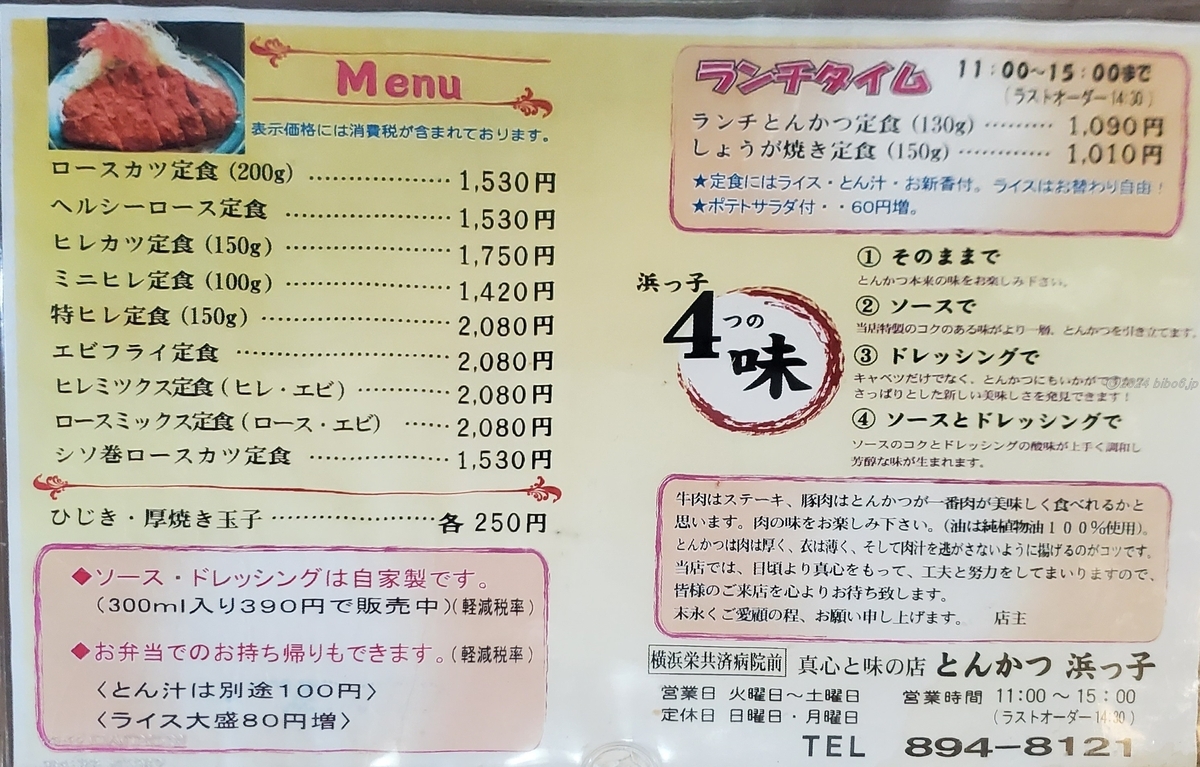 Menu
表示価格には消費税が含まれております。
ロースカツ定食 (200g) ……………… 1,530円
ヘルシーロース定食 ………………… 1,530円
ヒレカツ定食 (150g) ………………… 1,750円
ミニヒレ定食 (100g) ………………… 1,420円
特ヒレ定食 (150g) …………………… 2,080円
エビフライ定食 ……………………… 2,080円
ヒレミックス定食 (ヒレ・エビ) ………… 2,080円
ロースミックス定食 (ロース・エビ) …… 2,080円
シソ巻ロースカツ定食 ……………… 1,530円
ひじき・厚焼き玉子 ………………… 各 250円
◆ソース・ドレッシングは自家製です。
(300ml入り390円で販売中)(軽減税率)
◆お弁当でのお持ち帰りもできます。(軽減税率)
〈とん汁は別途100円〉
〈ライス大盛80円増〉
ランチタイム 11:00〜15:00まで
(ラストオーダー14:30)
ランチとんかつ定食 (130g) ……… 1,090円
しょうが焼き定食 (150g) ………… 1,010円
★定食にはライス・とん汁・お新香付。ライスはお替わり自由!
★ポテトサラダ付・・60円増。
浜っ子
4つの
味
① そのままで
とんかつ本来の味をお楽しみ下さい。
② ソースで
当店特製のコクのある味がより一層、とんかつを引き立てます。
③ ドレッシングで
キャベツだけでなく、とんかつにもいかがで
さっぱりとした新しい美味しさを発見できます!
④ ソースとドレッシングで
ソースのコクとドレッシングの酸味が上手く調和し
芳醇な味が生まれます。
牛肉はステーキ、豚肉はとんかつが一番肉が美味しく食べれるかと
思います。肉の味をお楽しみ下さい。(油は純植物油100%使用)。
とんかつは肉は厚く、衣は薄く、そして肉汁を逃がさないように揚げるのがコツです。
当店では、日頃より真心をもって、工夫と努力をしてまいりますので、
皆様のご来店を心よりお待ち致します。
末永くご愛顧の程、お願い申し上げます。 店主
横浜栄共済病院前 真心と味の店 とんかつ 浜っ子
営業日 火曜日〜土曜日 営業時間 11:00〜15:00
定休日 日曜日・月曜日 (ラストオーダー14:30)
TEL 894-8121